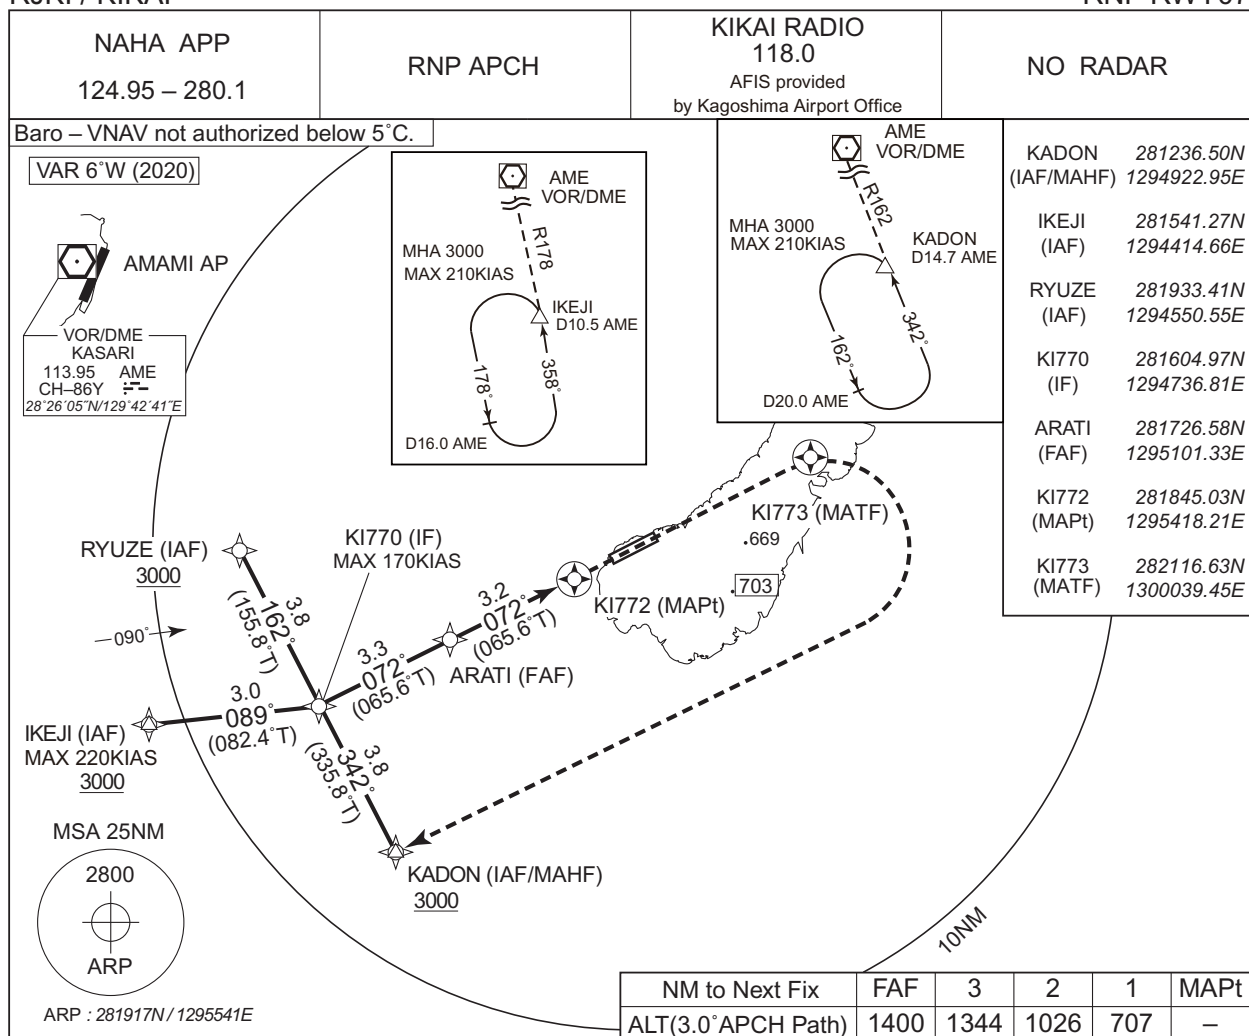 NAHA APP
124.95 – 280.1
RNP APCH
KIKAI RADIO
118.0
AFIS provided
by Kagoshima Airport Office
NO RADAR
Baro – VNAV not authorized below 5˚C.
VAR 6˚W (2020)
AMAMI AP
VOR/DME
KASARI
113.95 AME
CH–86Y
28˚26´05˝N/129˚42´41˝E
AME
VOR/DME
R178
MHA 3000
MAX 210KIAS
IKEJI
D10.5 AME
178˚
358˚
D16.0 AME
AME
VOR/DME
R162
MHA 3000
MAX 210KIAS
KADON
D14.7 AME
162˚
342˚
D20.0 AME
KADON 281236.50N
(IAF/MAHF) 1294922.95E
IKEJI 281541.27N
(IAF) 1294414.66E
RYUZE 281933.41N
(IAF) 1294550.55E
KI770 281604.97N
(IF) 1294736.81E
ARATI 281726.58N
(FAF) 1295101.33E
KI772 281845.03N
(MAPt) 1295418.21E
KI773 282116.63N
(MATF) 1300039.45E
RYUZE (IAF)
3000
KI770 (IF)
MAX 170KIAS
KI773 (MATF)
.669
703
KI772 (MAPt)
3.8
162˚
(155.8˚T)
090˚
3.2
072˚
(065.6˚T)
3.3
072˚
(065.6˚T)
ARATI (FAF)
3.0
089˚
(082.4˚T)
IKEJI (IAF)
MAX 220KIAS
3000
3.8
342˚
(335.8˚T)
KADON (IAF/MAHF)
3000
MSA 25NM
2800
ARP
ARP : 281917N / 1295541E
10NM
NM to Next Fix FAF 3 2 1 MAPt
ALT(3.0˚APCH Path) 1400 1344 1026 707 –